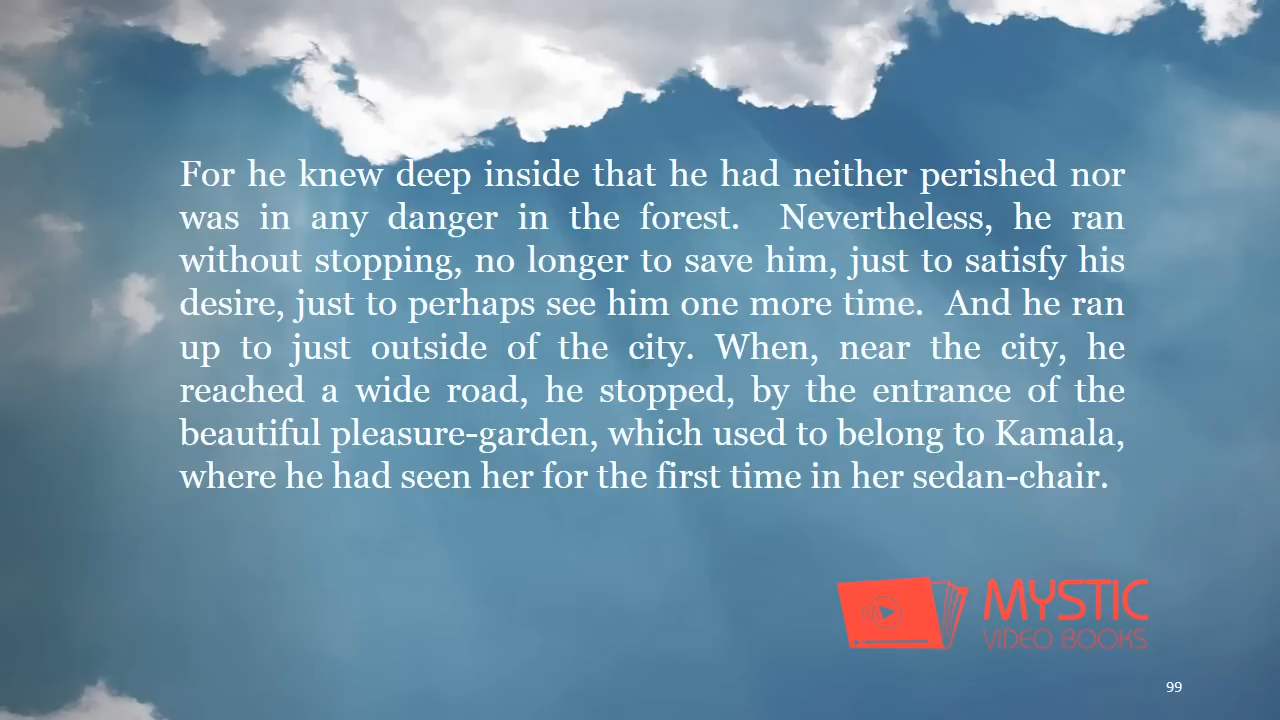 For he knew deep inside that he had neither perished nor
was in any danger in the forest.  Nevertheless, he ran
without stopping, no longer to save him, just to satisfy his
desire, just to perhaps see him one more time.  And he ran
up to just outside of the city. When, near the city, he
reached a wide road, he stopped, by the entrance of the
beautiful pleasure-garden, which used to belong to Kamala,
where he had seen her for the first time in her sedan-chair.
MYSTIC
VIDEO BOOKS
99